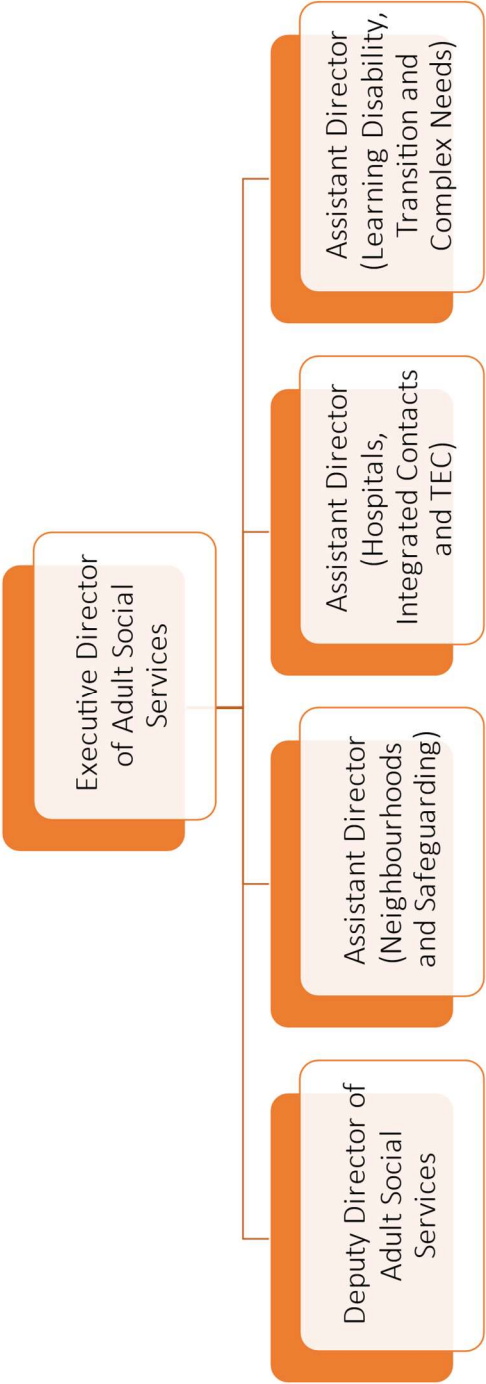 Executive Director
of Adult Social
Services
Deputy Director of
Adult Social
Services
Assistant Director
(Neighbourhoods
and Safeguarding)
Assistant Director
(Hospitals,
Integrated Contacts
and TEC)
Assistant Director
(Learning Disability,
Transition and
Complex Needs)